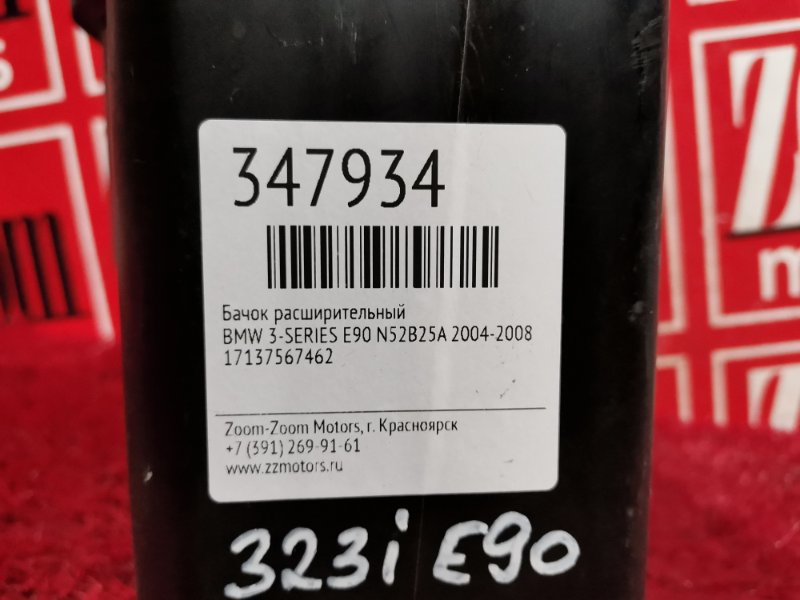 347934
Бачок расширительный
BMW 3-SERIES E90 N52B25A 2004-2008
17137567462
Zoom-Zoom Motors, г. Красноярск
+7 (391) 269-91-61
www.zzmotors.ru
323i E90